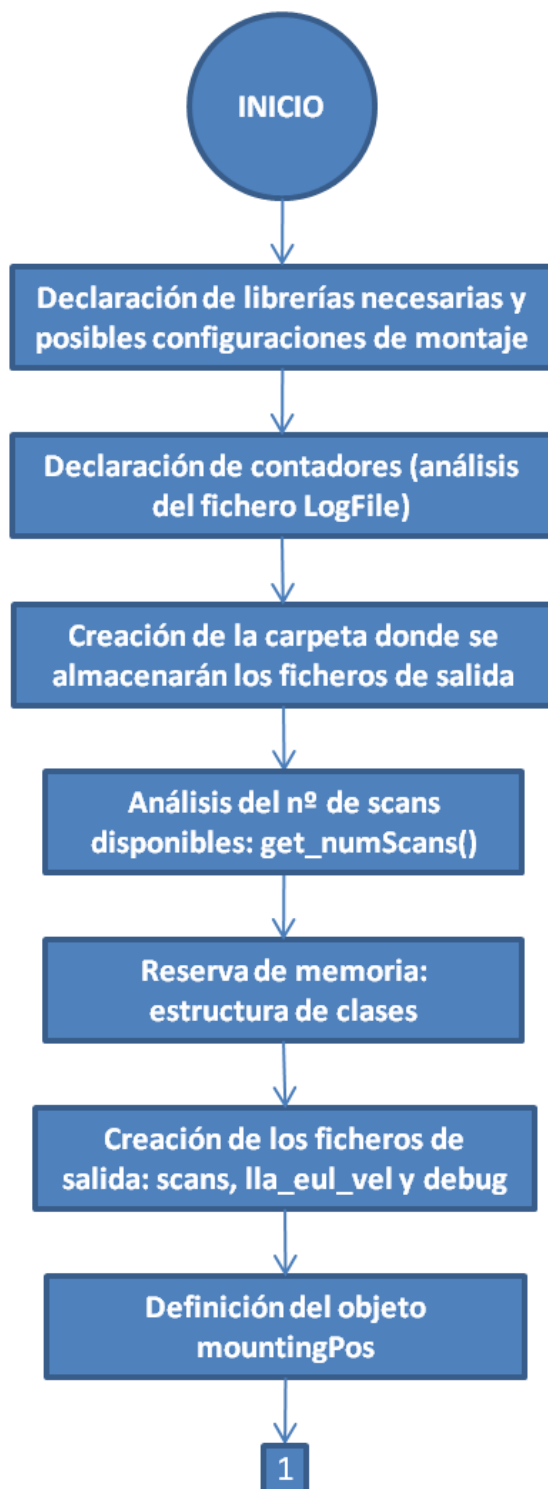 INICIO
Declaración de librerías necesarias y
posibles configuraciones de montaje
Declaración de contadores (análisis
del fichero LogFile)
Creación de la carpeta donde se
almacenarán los ficheros de salida
Análisis del nº de scans
disponibles: get_numScans()
Reserva de memoria:
estructura de clases
Creación de los ficheros de
salida: scans, lla_eul_vel y debug
Definición del objeto
mountingPos
1